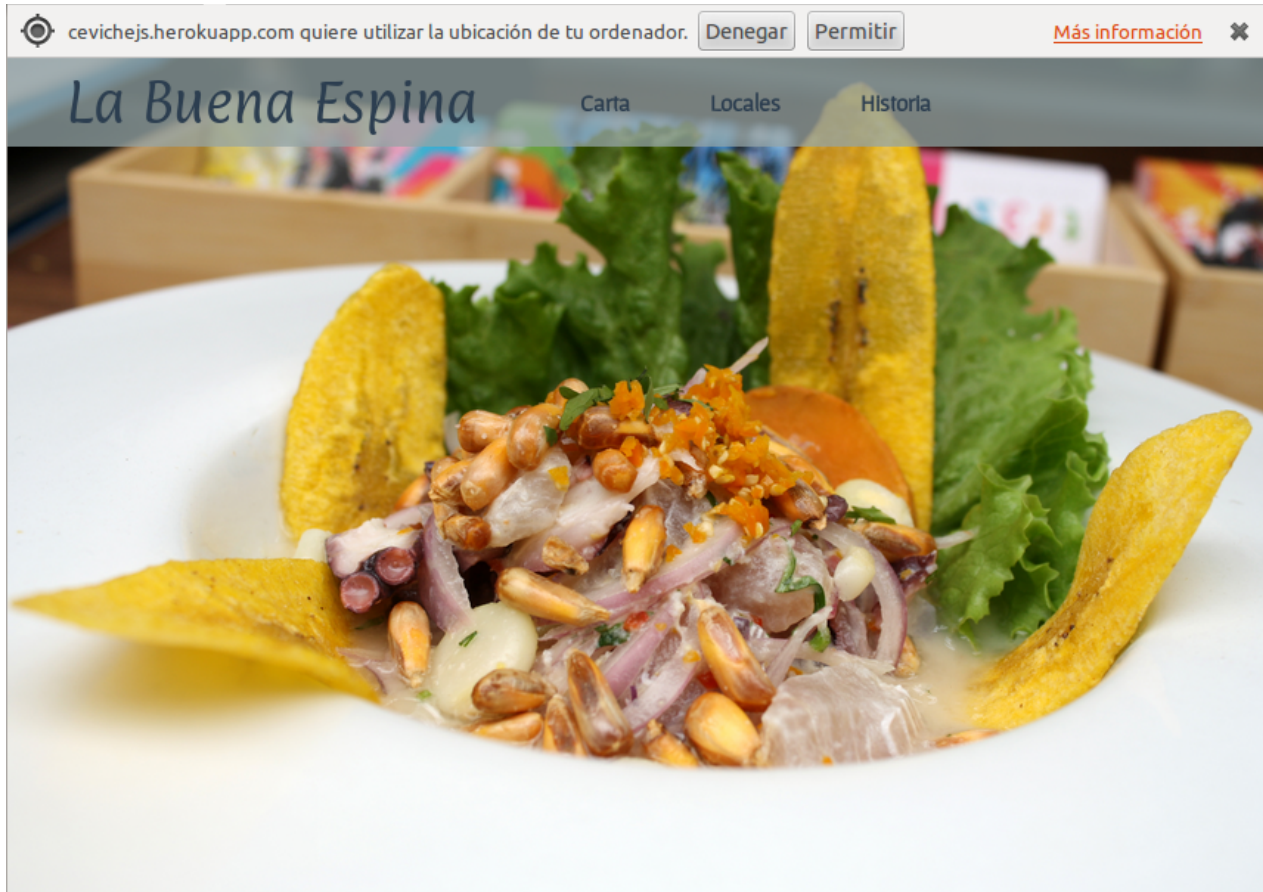 cevichejs.herokuapp.com quiere utilizar la ubicación de tu ordenador. Denegar Permitir Más información
La Buena Espina Carta Locales Historia